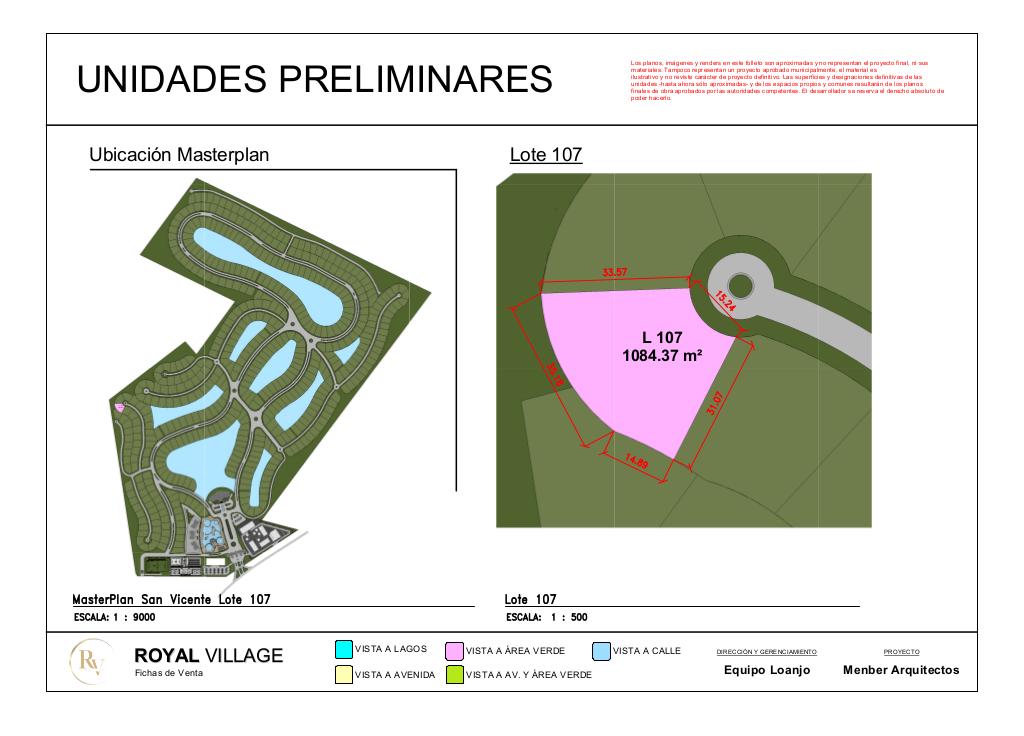 UNIDADES PRELIMINARES
Los planos, imágenes y renders en este folleto son aproximadas y no representan el proyecto final, ni sus
materiales. Tampoco representan un proyecto aprobado municipalmente, el material es
ilustrativo y no reviste carácter de proyecto definitivo. Las superficies y designaciones definitivas de las
unidades -hasta ahora sólo aproximadas- y de los espacios propios y comunes resultarán de los planos
finales de obra aprobados por las autoridades competentes. El desarrollador se reserva el derecho absoluto de
poder hacerlo.
Ubicación Masterplan
Lote 107
33.57
15.24
L 107
1084.37 m²
31.07
14.89
MasterPlan San Vicente Lote 107
ESCALA: 1 : 9000
Lote 107
ESCALA: 1 : 500
RV
ROYAL VILLAGE
Fichas de Venta
VISTA A LAGOS
VISTA A ÁREA VERDE
VISTA A CALLE
VISTA A AVENIDA
VISTA A AV. Y ÁREA VERDE
DIRECCIÓN Y GERENCIAMIENTO
Equipo Loanjo
PROYECTO
Menber Arquitectos